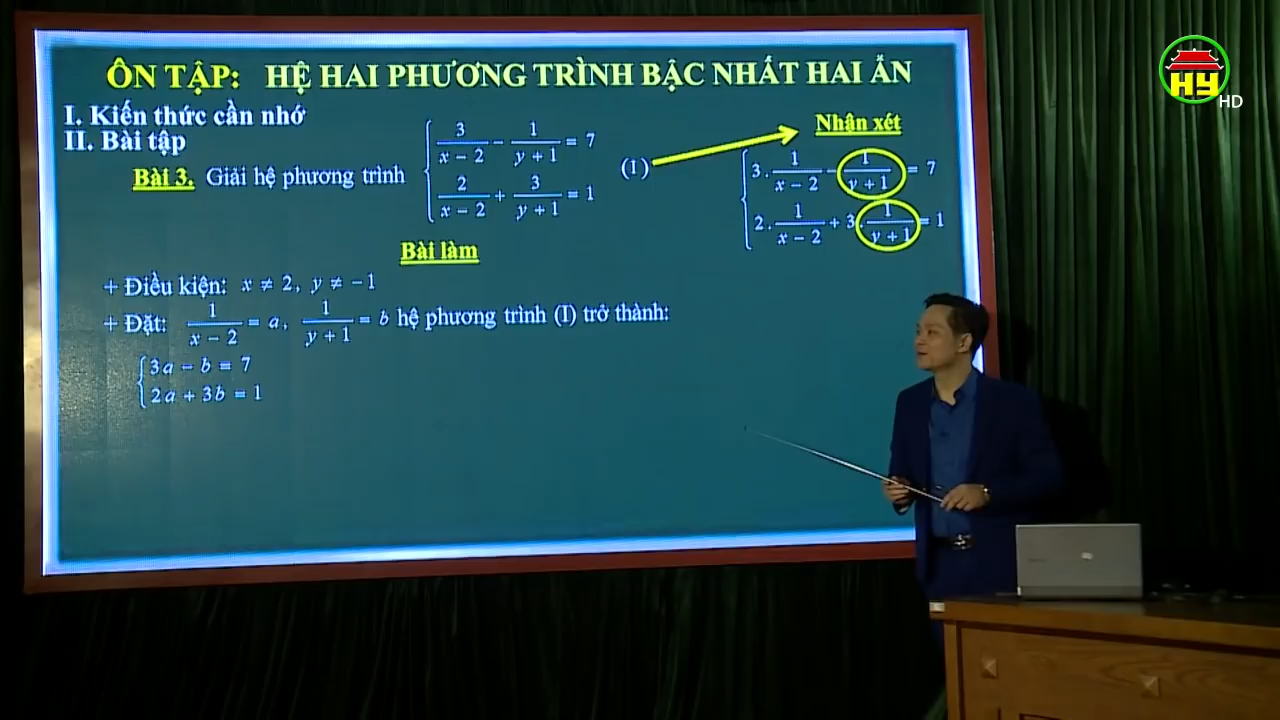 HY HD
ÔN TẬP: HỆ HAI PHƯƠNG TRÌNH BẬC NHẤT HAI ẨN
I. Kiến thức cần nhớ
II. Bài tập
Bài 3. Giải hệ phương trình
3/(x − 2) − 1/(y + 1) = 7
2/(x − 2) + 3/(y + 1) = 1
(I)
Nhận xét
3 . 1/(x − 2) − 1/(y + 1) = 7
2 . 1/(x − 2) + 3 . 1/(y + 1) = 1
Bài làm
+ Điều kiện: x ≠ 2, y ≠ −1
+ Đặt: 1/(x − 2) = a, 1/(y + 1) = b hệ phương trình (I) trở thành:
3a − b = 7
2a + 3b = 1